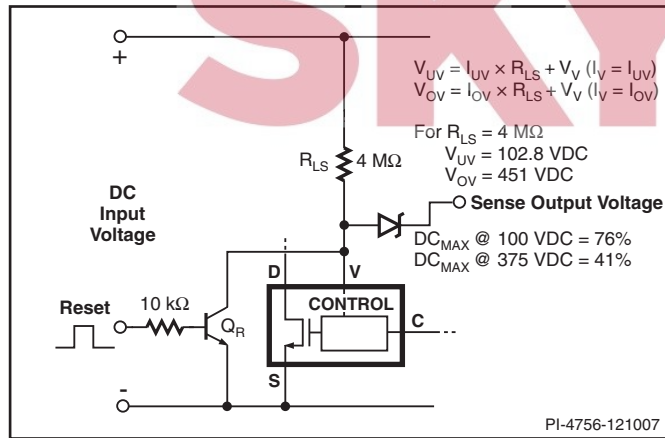 SKY
+
V_UV = I_UV × R_LS + V_V (I_V = I_UV)
V_OV = I_OV × R_LS + V_V (I_V = I_OV)
For R_LS = 4 MΩ
V_UV = 102.8 VDC
V_OV = 451 VDC
R_LS 4 MΩ
DC
Input
Voltage
Sense Output Voltage
DC_MAX @ 100 VDC = 76%
DC_MAX @ 375 VDC = 41%
D V
CONTROL
Reset 10 kΩ
Q_R
C
S
-
PI-4756-121007